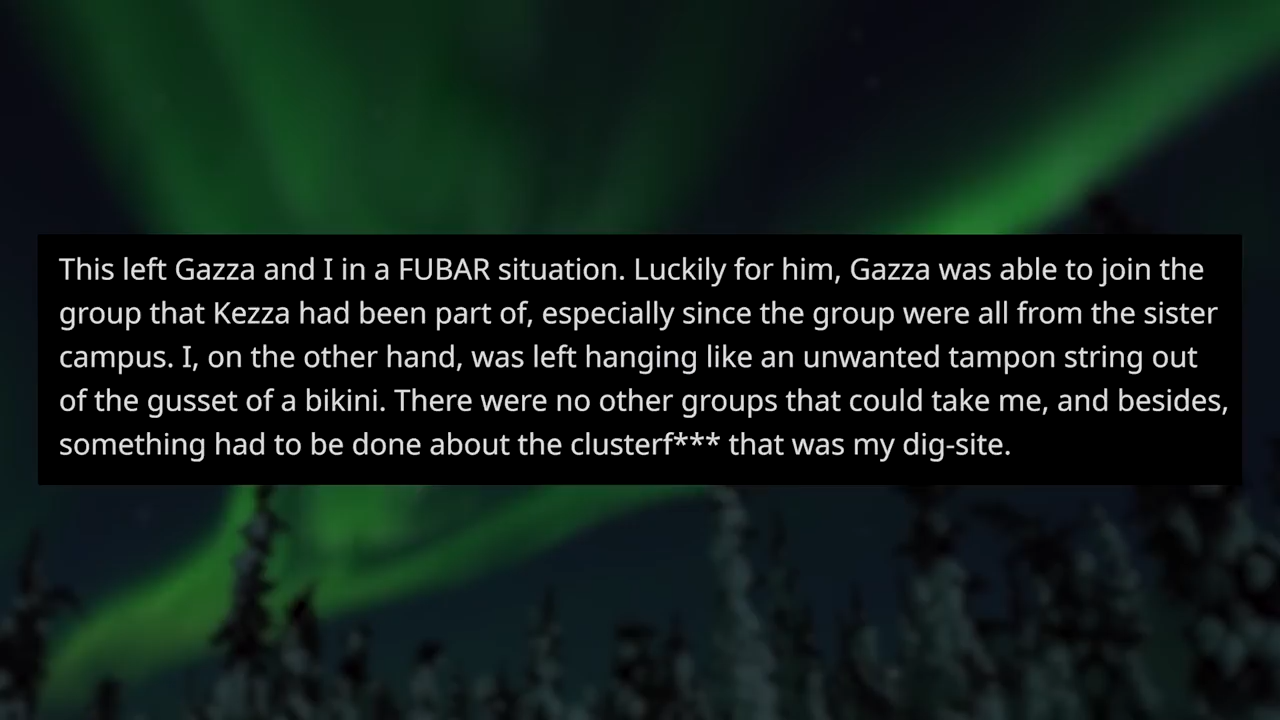 This left Gazza and I in a FUBAR situation. Luckily for him, Gazza was able to join the
group that Kezza had been part of, especially since the group were all from the sister
campus. I, on the other hand, was left hanging like an unwanted tampon string out
of the gusset of a bikini. There were no other groups that could take me, and besides,
something had to be done about the clusterf*** that was my dig-site.